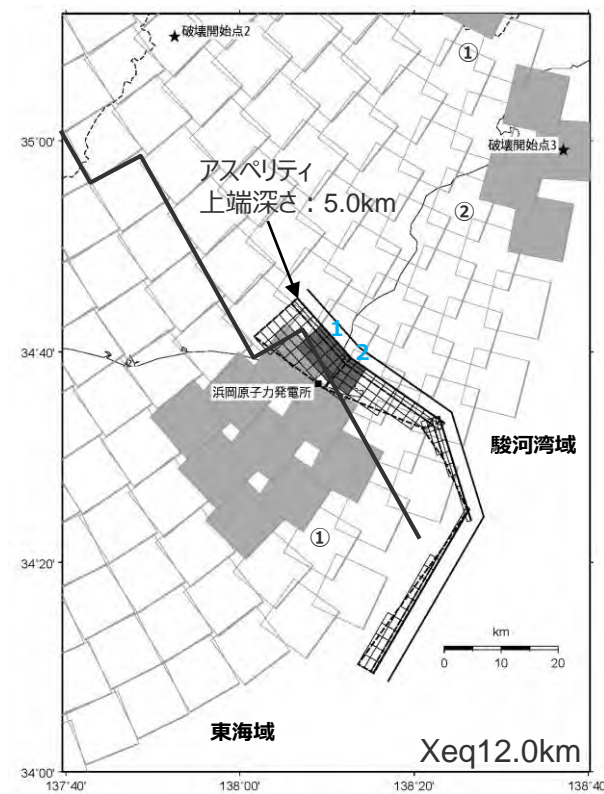 破壊開始点2
①
35°00'
破壊開始点3
アスペリティ
上端深さ：5.0km
②
1
2
34°40'
浜岡原子力発電所
駿河湾域
①
34°20'
km
0 10 20
東海域
Xeq12.0km
34°00'
137°40' 138°00' 138°20' 138°40'